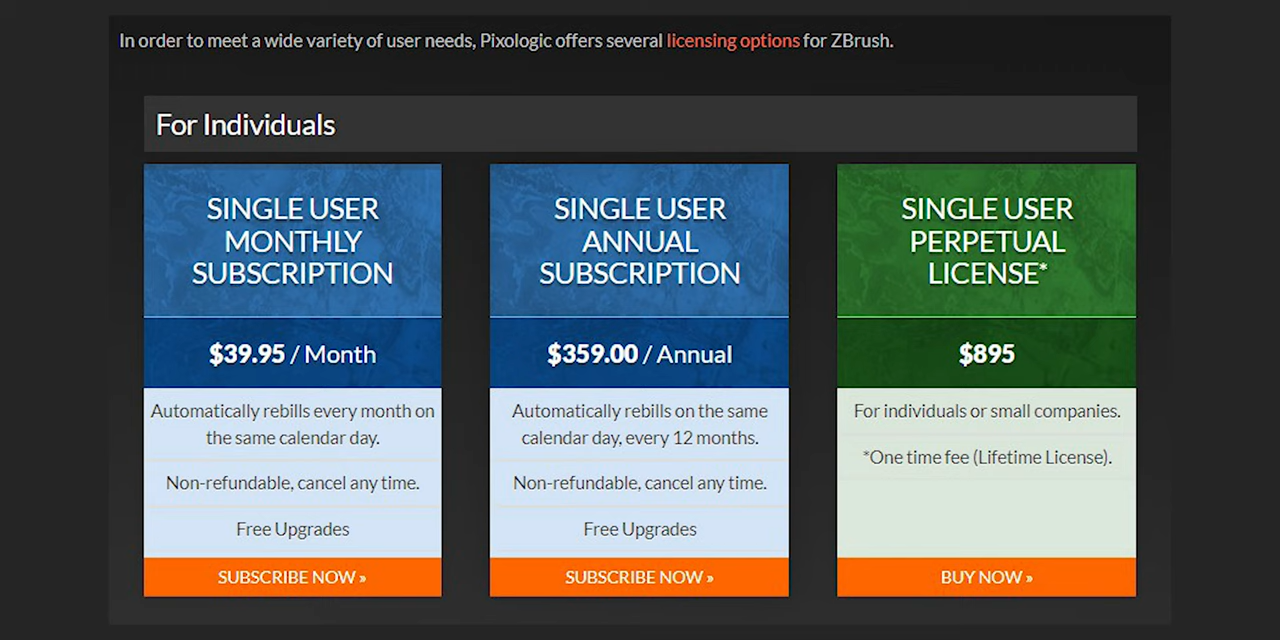 In order to meet a wide variety of user needs, Pixologic offers several licensing options for ZBrush.
For Individuals
SINGLE USER
MONTHLY
SUBSCRIPTION
$39.95 / Month
Automatically rebills every month on
the same calendar day.
Non-refundable, cancel any time.
Free Upgrades
SUBSCRIBE NOW »
SINGLE USER
ANNUAL
SUBSCRIPTION
$359.00 / Annual
Automatically rebills on the same
calendar day, every 12 months.
Non-refundable, cancel any time.
Free Upgrades
SUBSCRIBE NOW »
SINGLE USER
PERPETUAL
LICENSE*
$895
For individuals or small companies.
*One time fee (Lifetime License).
BUY NOW »